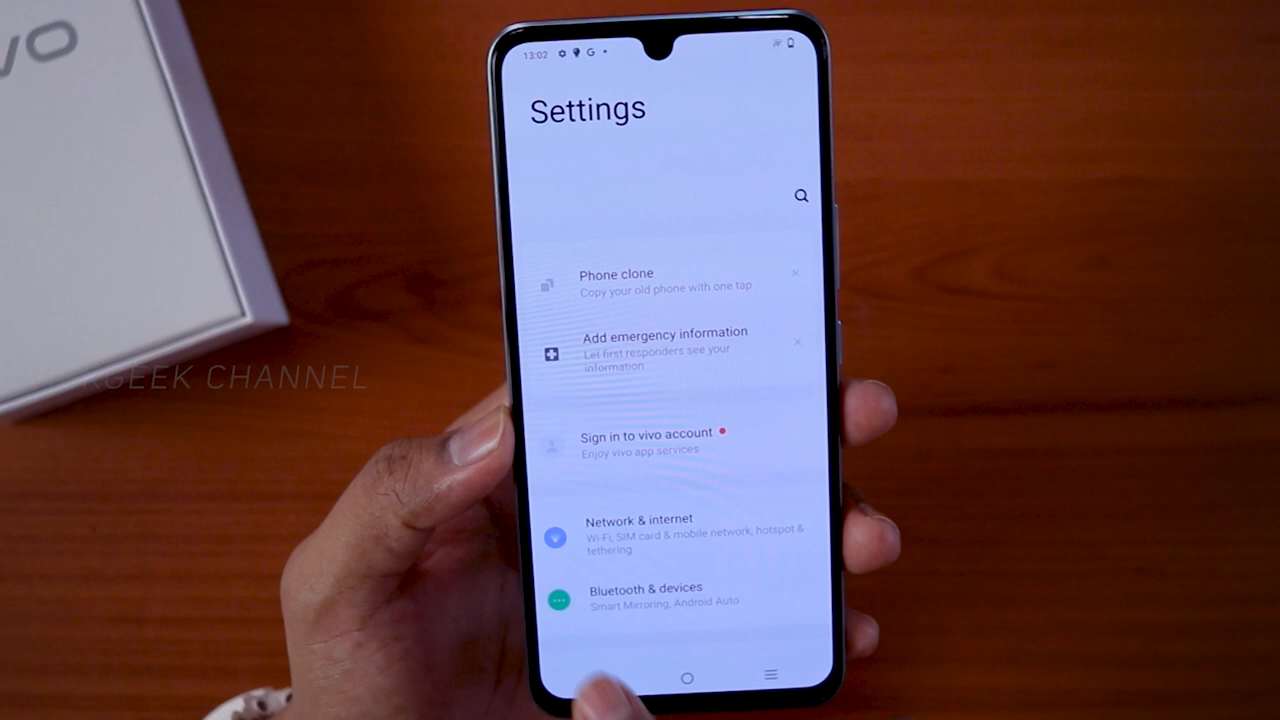 vo
13:02
Settings
Phone clone
Copy your old phone with one tap
Add emergency information
Let first responders see your
information
GEEK CHANNEL
Sign in to vivo account
Enjoy vivo app services
Network & internet
Wi-Fi, SIM card & mobile network, hotspot &
tethering
Bluetooth & devices
Smart Mirroring, Android Auto